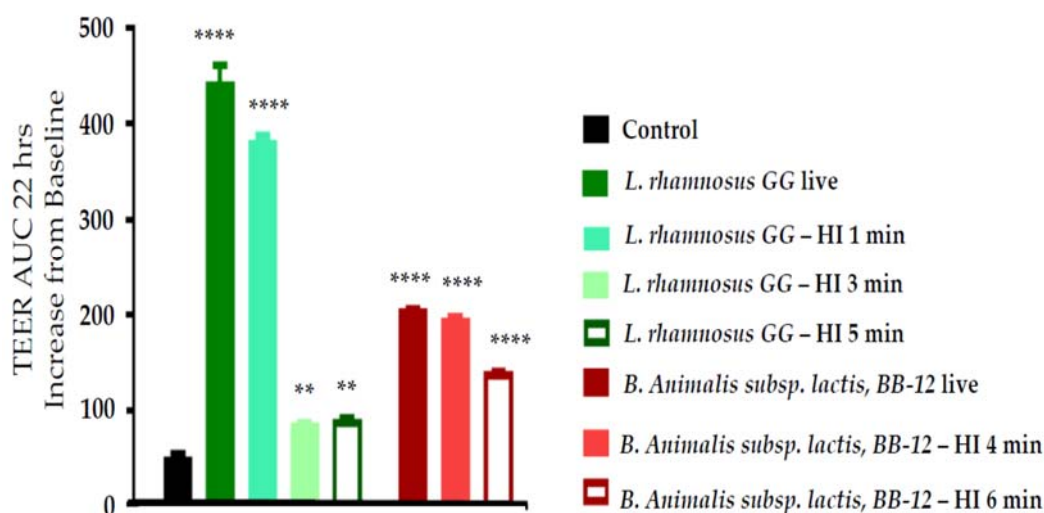 TEER AUC 22 hrs
Increase from Baseline
500
400
300
200
100
0
****
****
**
**
****
****
****
Control
L. rhamnosus GG live
L. rhamnosus GG – HI 1 min
L. rhamnosus GG – HI 3 min
L. rhamnosus GG – HI 5 min
B. Animalis subsp. lactis, BB-12 live
B. Animalis subsp. lactis, BB-12 – HI 4 min
B. Animalis subsp. lactis, BB-12 – HI 6 min